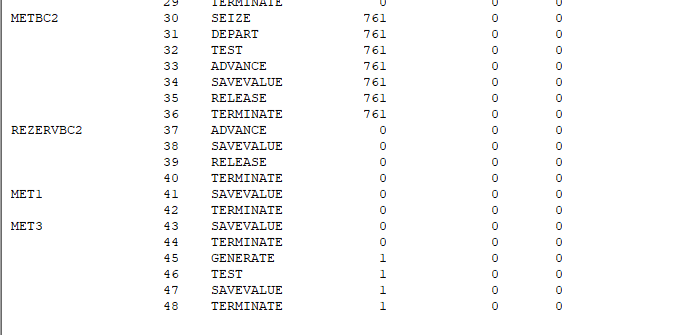 29 TERMINATE 0 0 0
METBC2 30 SEIZE 761 0 0
31 DEPART 761 0 0
32 TEST 761 0 0
33 ADVANCE 761 0 0
34 SAVEVALUE 761 0 0
35 RELEASE 761 0 0
36 TERMINATE 761 0 0
REZERVBC2 37 ADVANCE 0 0 0
38 SAVEVALUE 0 0 0
39 RELEASE 0 0 0
40 TERMINATE 0 0 0
MET1 41 SAVEVALUE 0 0 0
42 TERMINATE 0 0 0
MET3 43 SAVEVALUE 0 0 0
44 TERMINATE 0 0 0
45 GENERATE 1 0 0
46 TEST 1 0 0
47 SAVEVALUE 1 0 0
48 TERMINATE 1 0 0